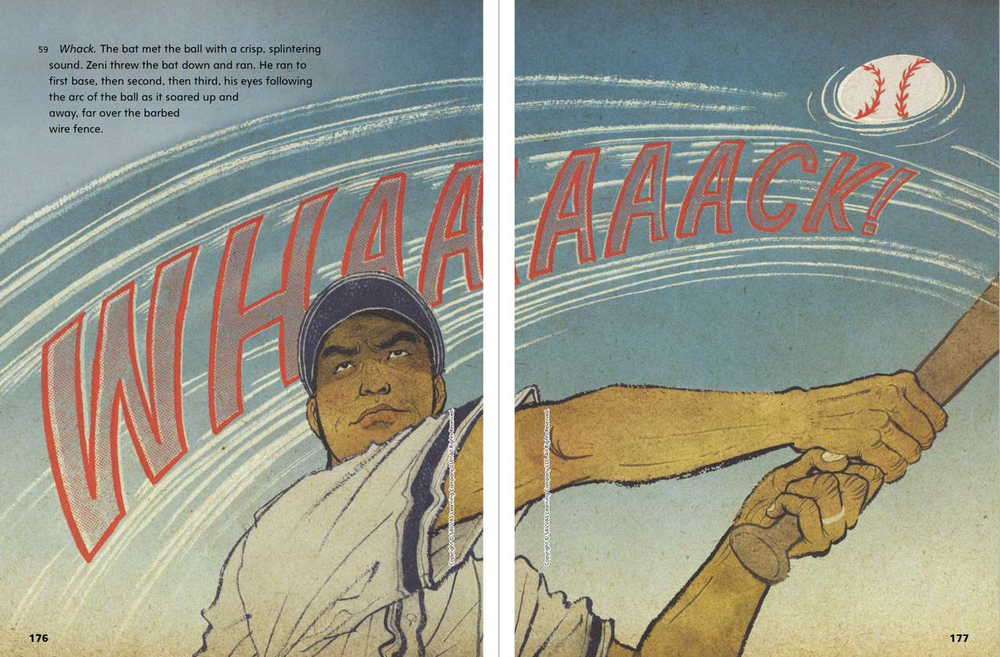 59 Whack. The bat met the ball with a crisp, splintering
sound. Zeni threw the bat down and ran. He ran to
first base, then second, then third, his eyes following
the arc of the ball as it soared up and
away, far over the barbed
wire fence.
WHAAAAAACK!
Copyright © SAVVAS Learning Company LLC. All Rights Reserved.
Copyright © SAVVAS Learning Company LLC. All Rights Reserved.
176
177